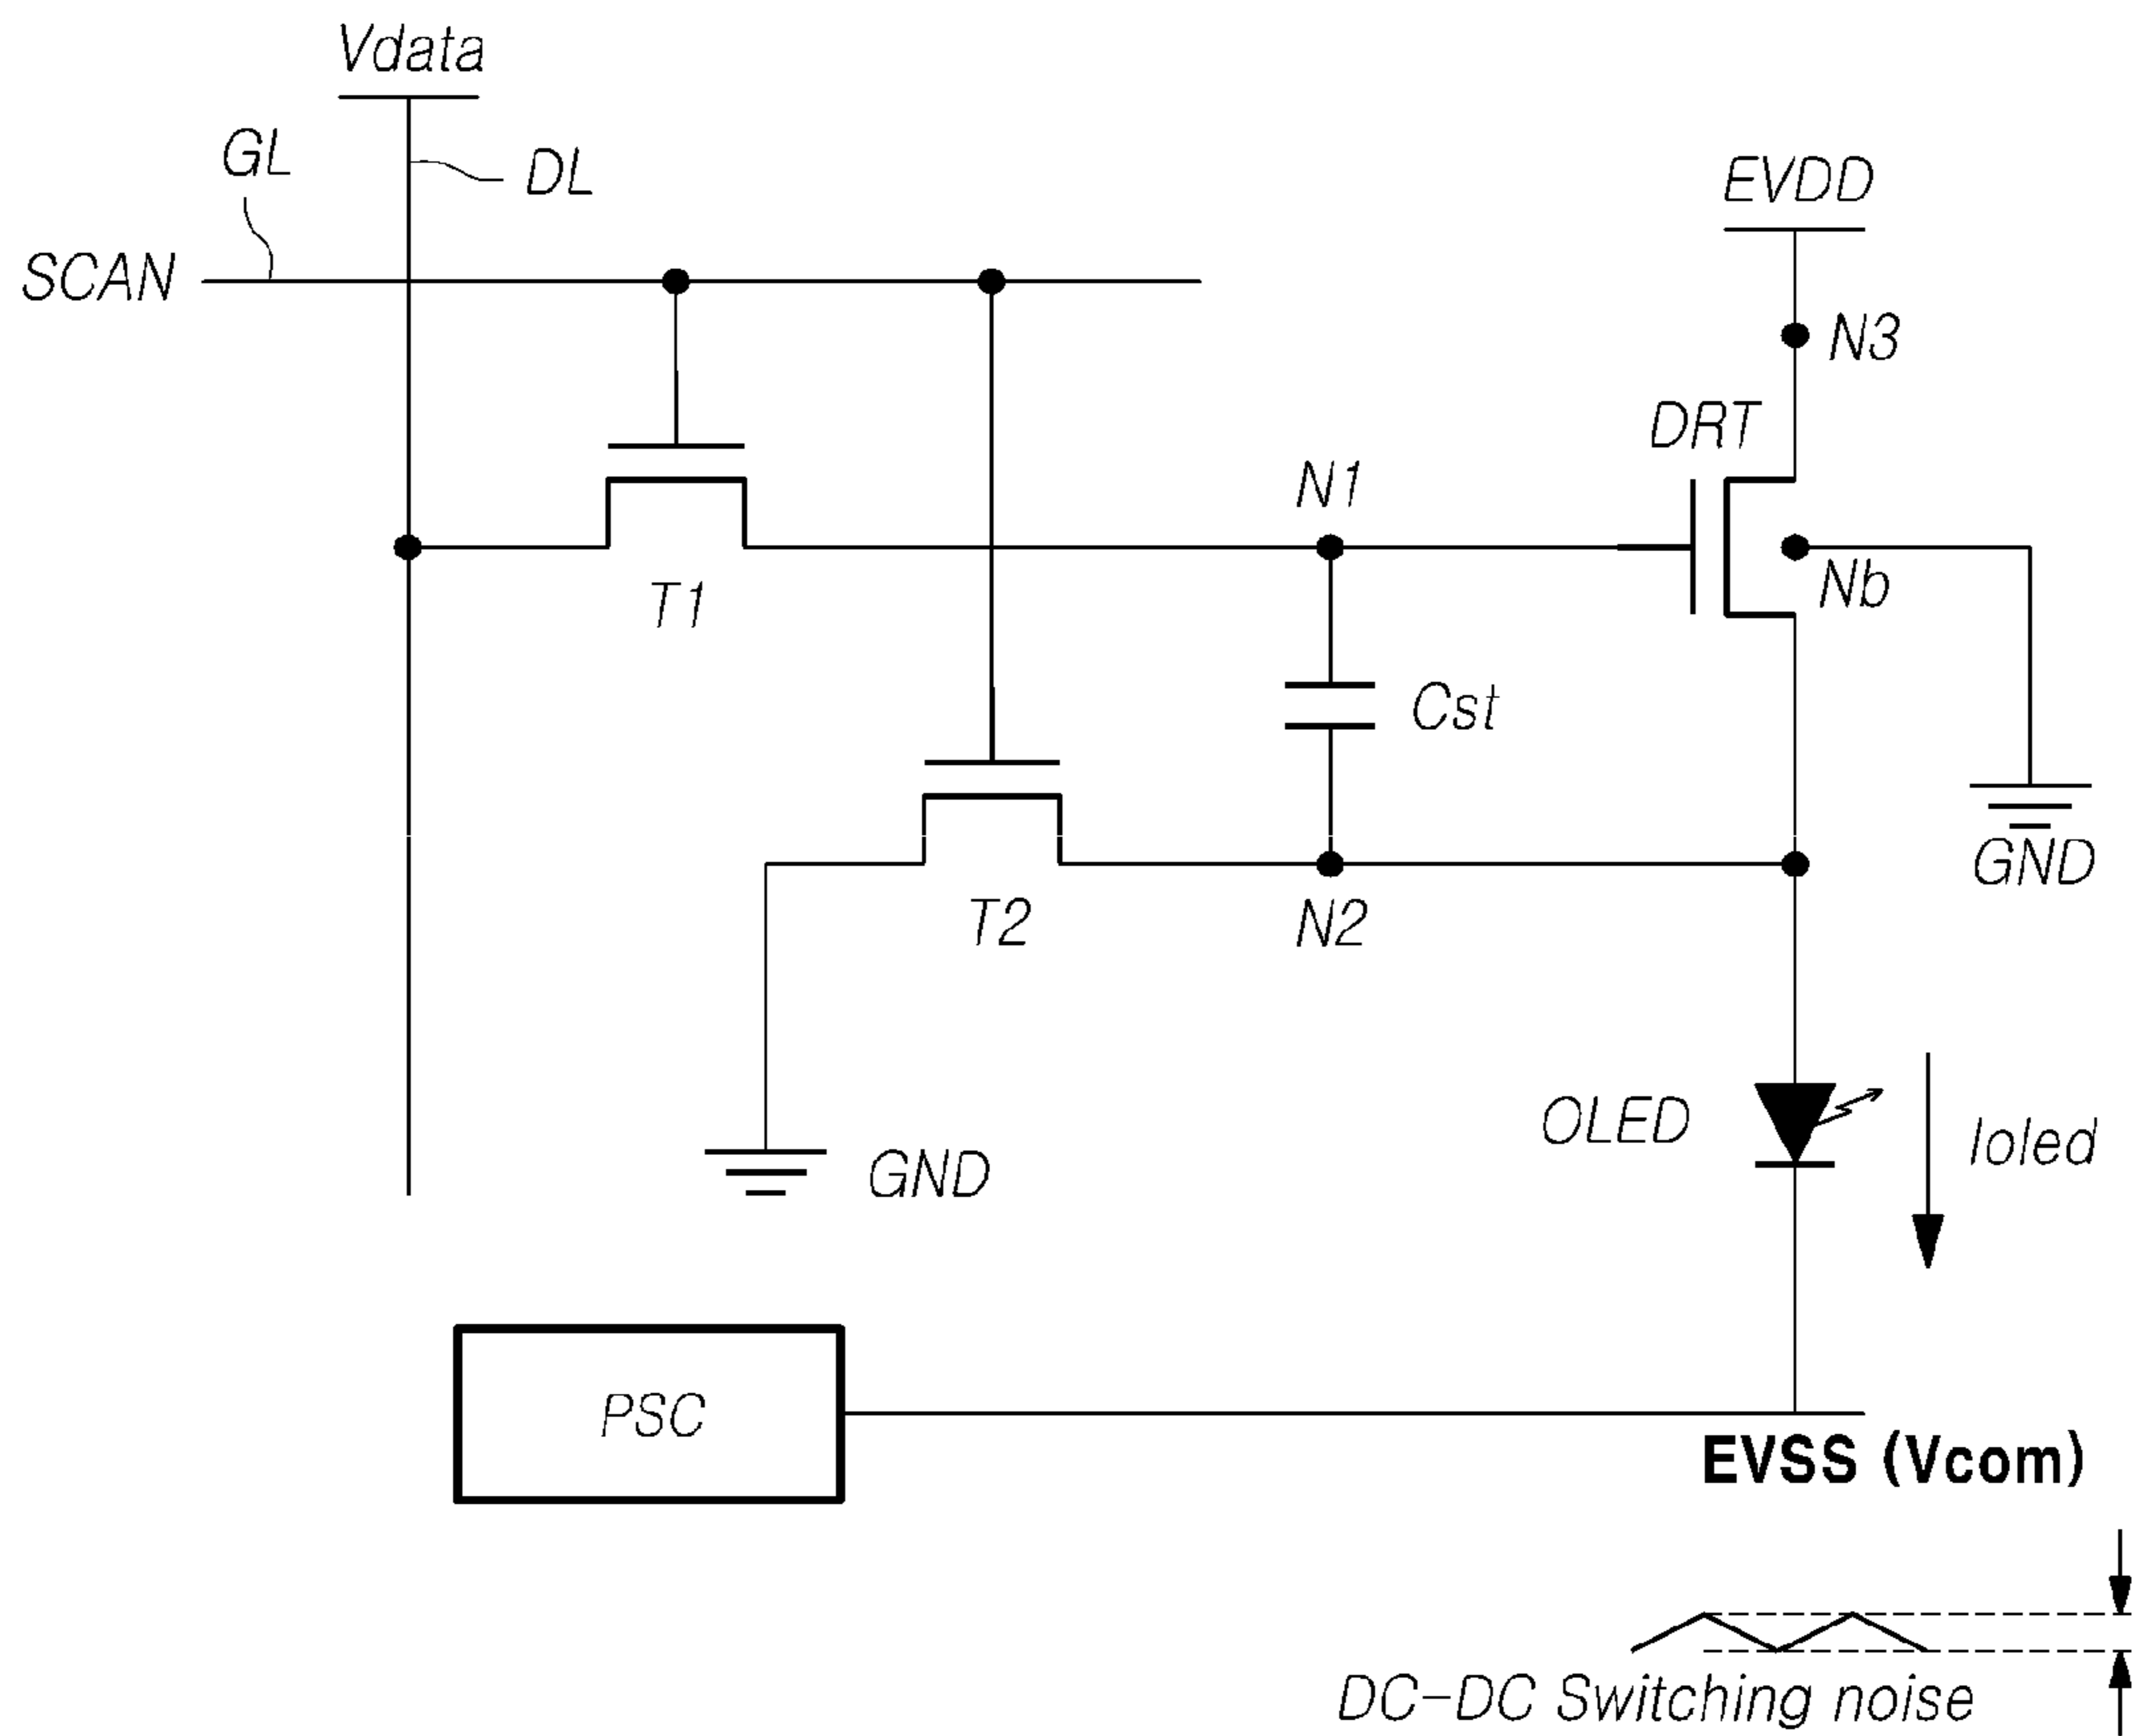 Vdata
GL
DL
EVDD
SCAN
N3
DRT
N1
T1
Nb
Cst
GND
T2
N2
OLED
Ioled
GND
PSC
EVSS (Vcom)
DC-DC Switching noise